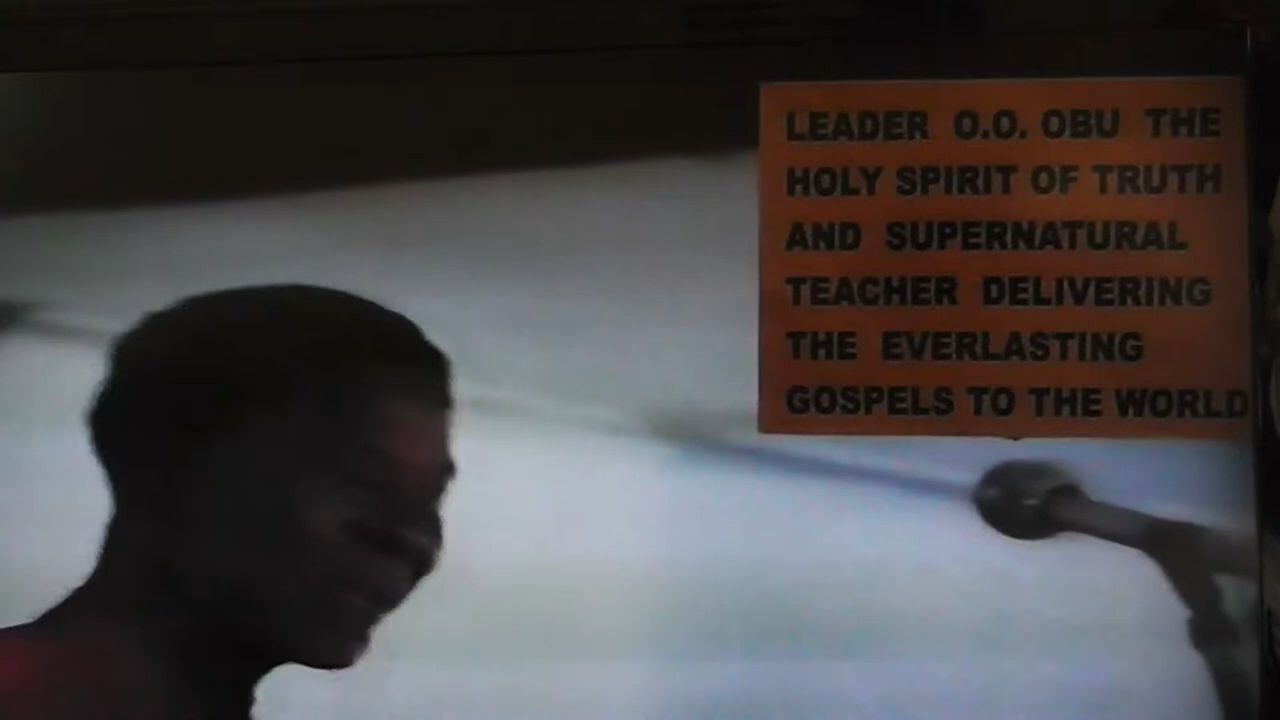 LEADER O.O. OBU THE
HOLY SPIRIT OF TRUTH
AND SUPERNATURAL
TEACHER DELIVERING
THE EVERLASTING
GOSPELS TO THE WORLD